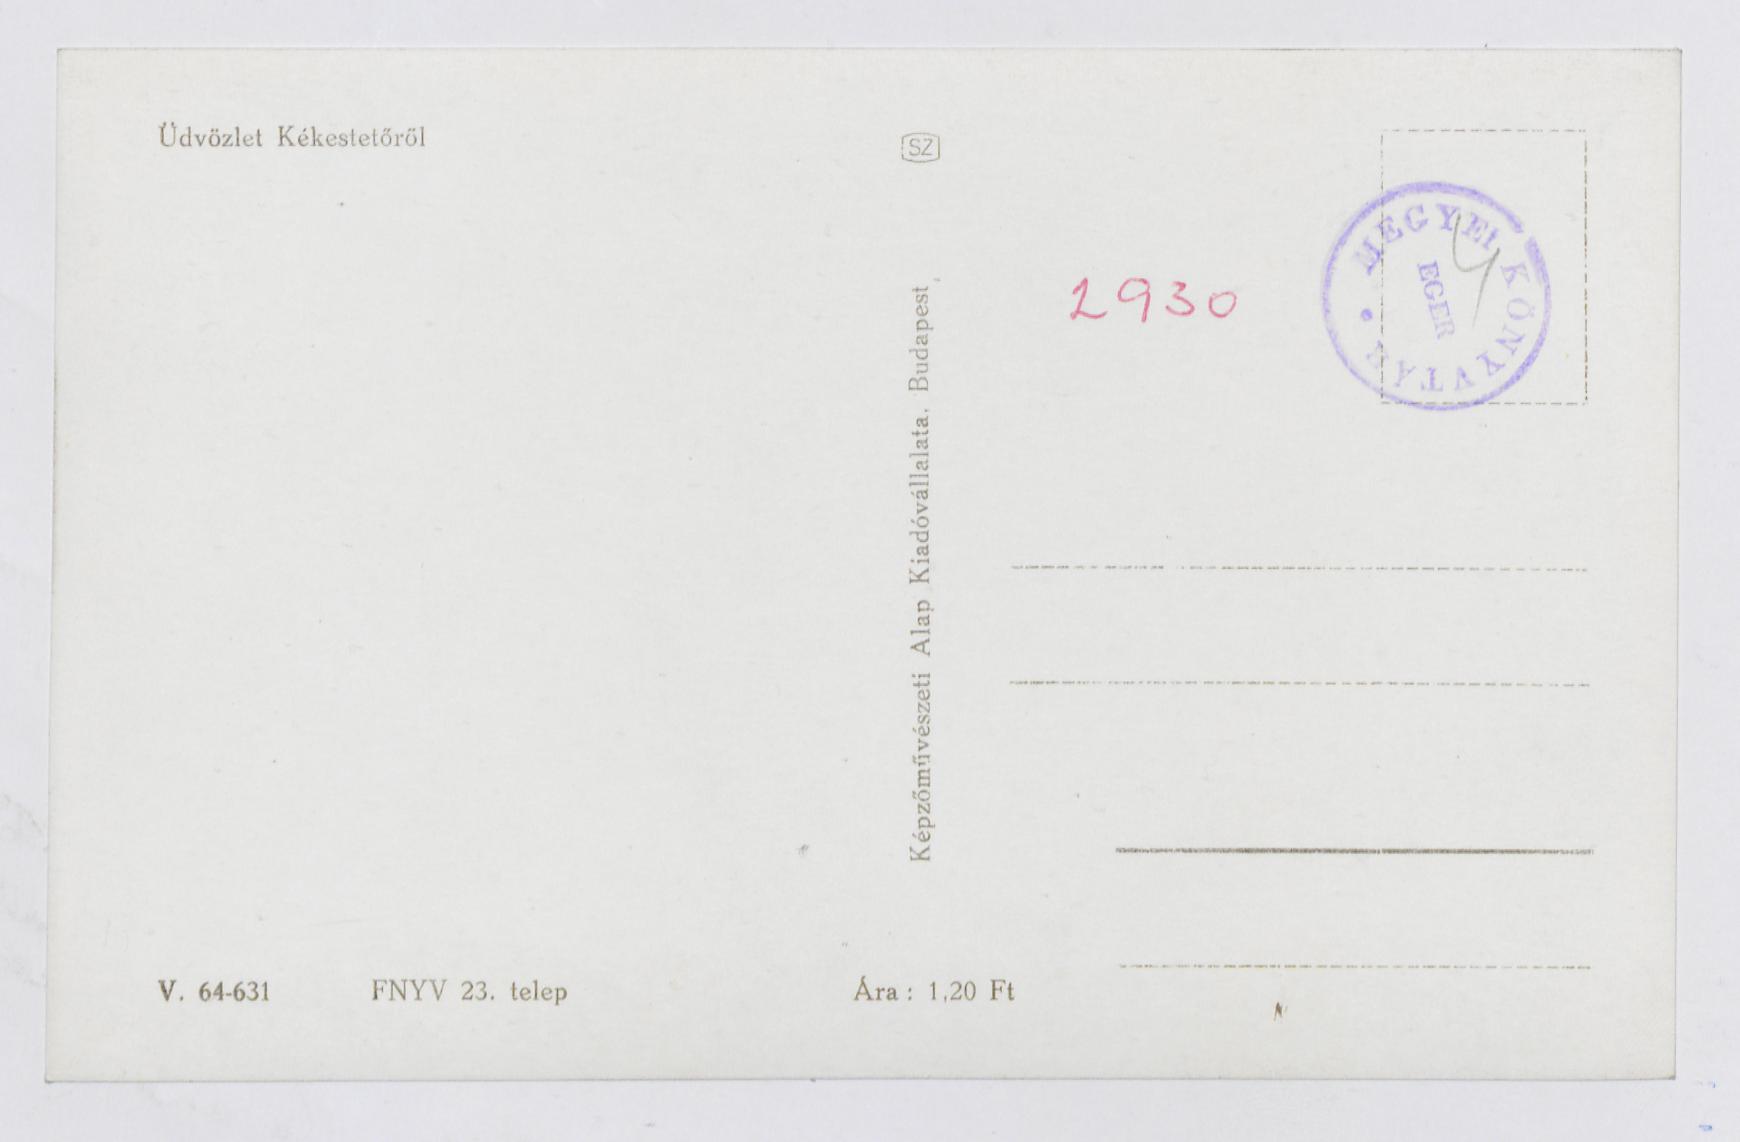 Üdvözlet Kékestetőről
SZ
Képzőművészeti Alap Kiadóvállalata, Budapest
2930
MEGYEI KÖNYVTÁR
EGER
4
V. 64-631 FNYV 23. telep Ára: 1,20 Ft